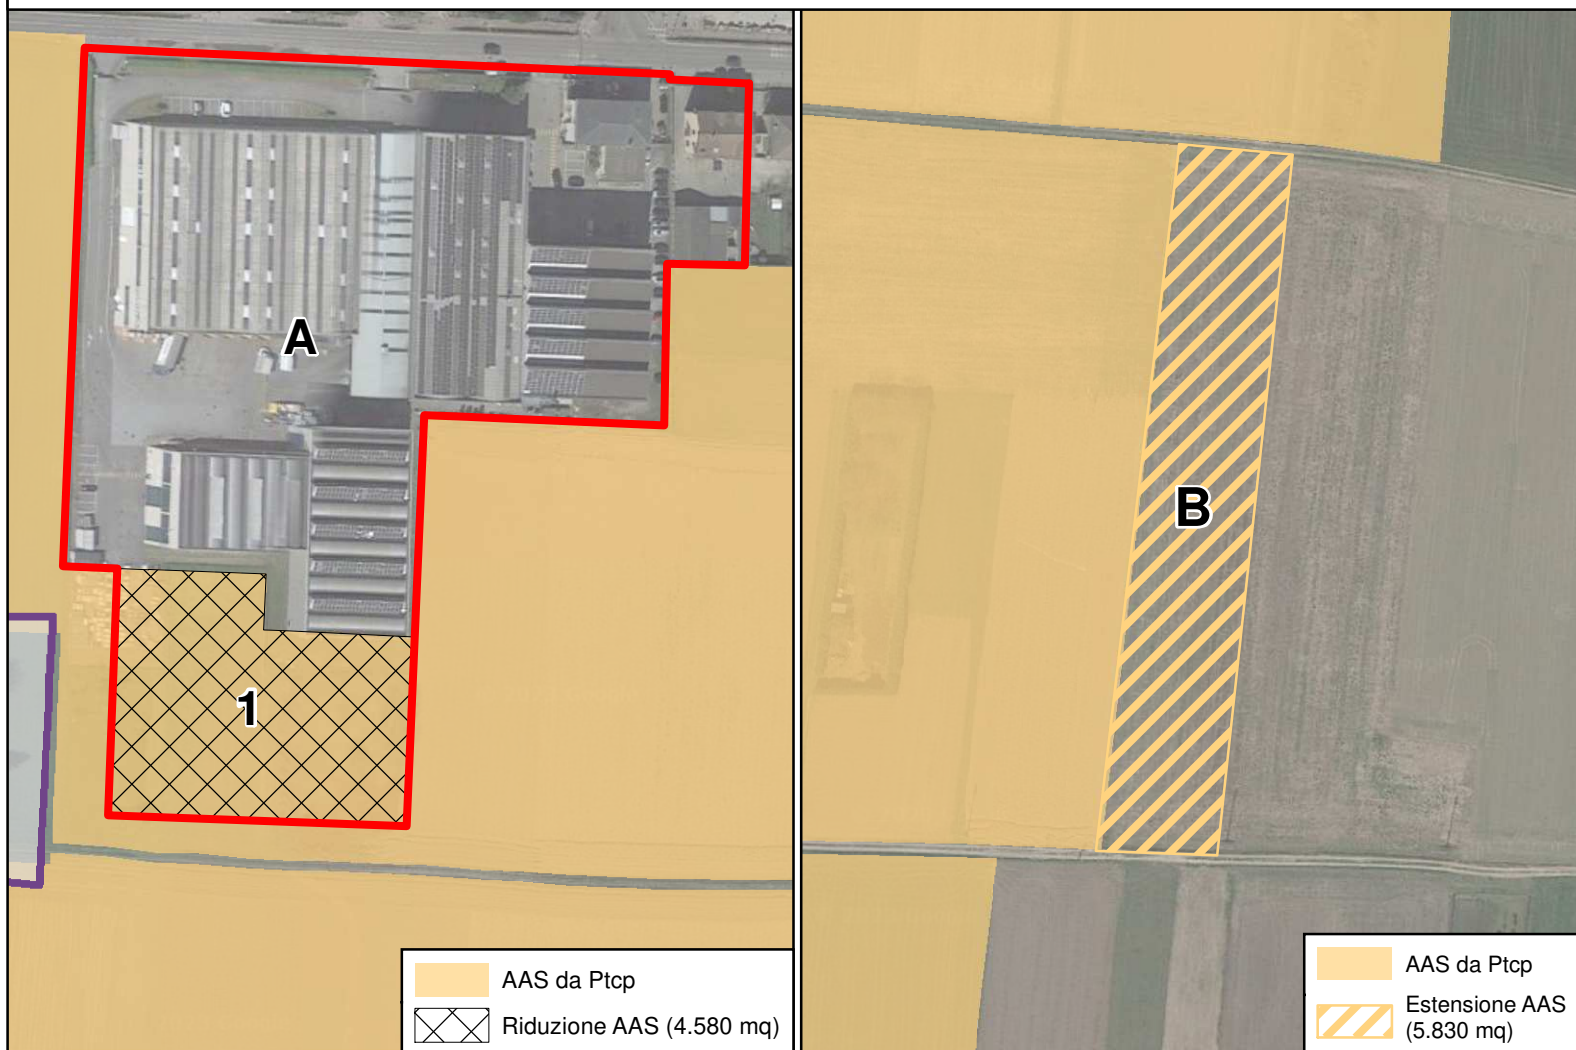 A
1
AAS da Ptcp
Riduzione AAS (4.580 mq)
B
AAS da Ptcp
Estensione AAS
(5.830 mq)